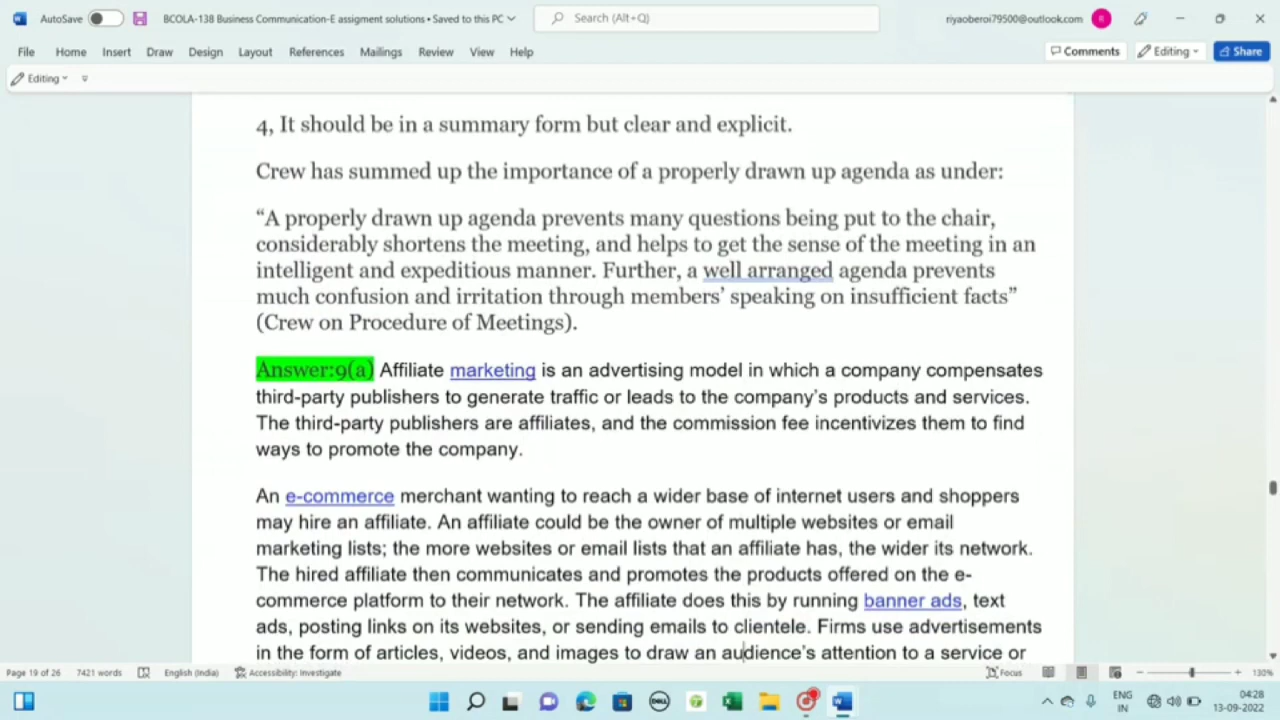 AutoSave
BCOLA-138 Business Communication-E assigment solutions • Saved to this PC
Search (Alt+Q)
riyaoberoi79500@outlook.com
R
File Home Insert Draw Design Layout References Mailings Review View Help
Comments
Editing
Share
Editing
4, It should be in a summary form but clear and explicit.
Crew has summed up the importance of a properly drawn up agenda as under:
“A properly drawn up agenda prevents many questions being put to the chair,
considerably shortens the meeting, and helps to get the sense of the meeting in an
intelligent and expeditious manner. Further, a well arranged agenda prevents
much confusion and irritation through members’ speaking on insufficient facts”
(Crew on Procedure of Meetings).
Answer:9(a) Affiliate marketing is an advertising model in which a company compensates
third-party publishers to generate traffic or leads to the company’s products and services.
The third-party publishers are affiliates, and the commission fee incentivizes them to find
ways to promote the company.
An e-commerce merchant wanting to reach a wider base of internet users and shoppers
may hire an affiliate. An affiliate could be the owner of multiple websites or email
marketing lists; the more websites or email lists that an affiliate has, the wider its network.
The hired affiliate then communicates and promotes the products offered on the e-
commerce platform to their network. The affiliate does this by running banner ads, text
ads, posting links on its websites, or sending emails to clientele. Firms use advertisements
in the form of articles, videos, and images to draw an audience’s attention to a service or
Page 19 of 26
7421 words
English (India)
Accessibility: Investigate
Focus
130%
DELL
ENG
IN
04:28
13-09-2022